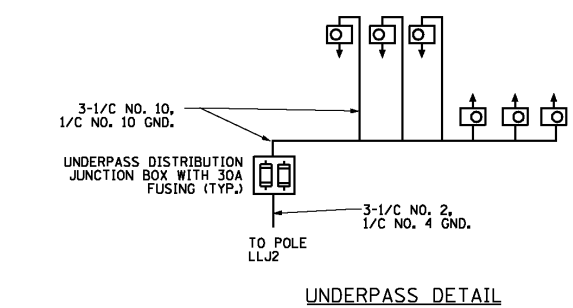 3-1/C NO. 10,
1/C NO. 10 GND.
UNDERPASS DISTRIBUTION
JUNCTION BOX WITH 30A
FUSING (TYP.)
3-1/C NO. 2,
1/C NO. 4 GND.
TO POLE
LLJ2
UNDERPASS DETAIL